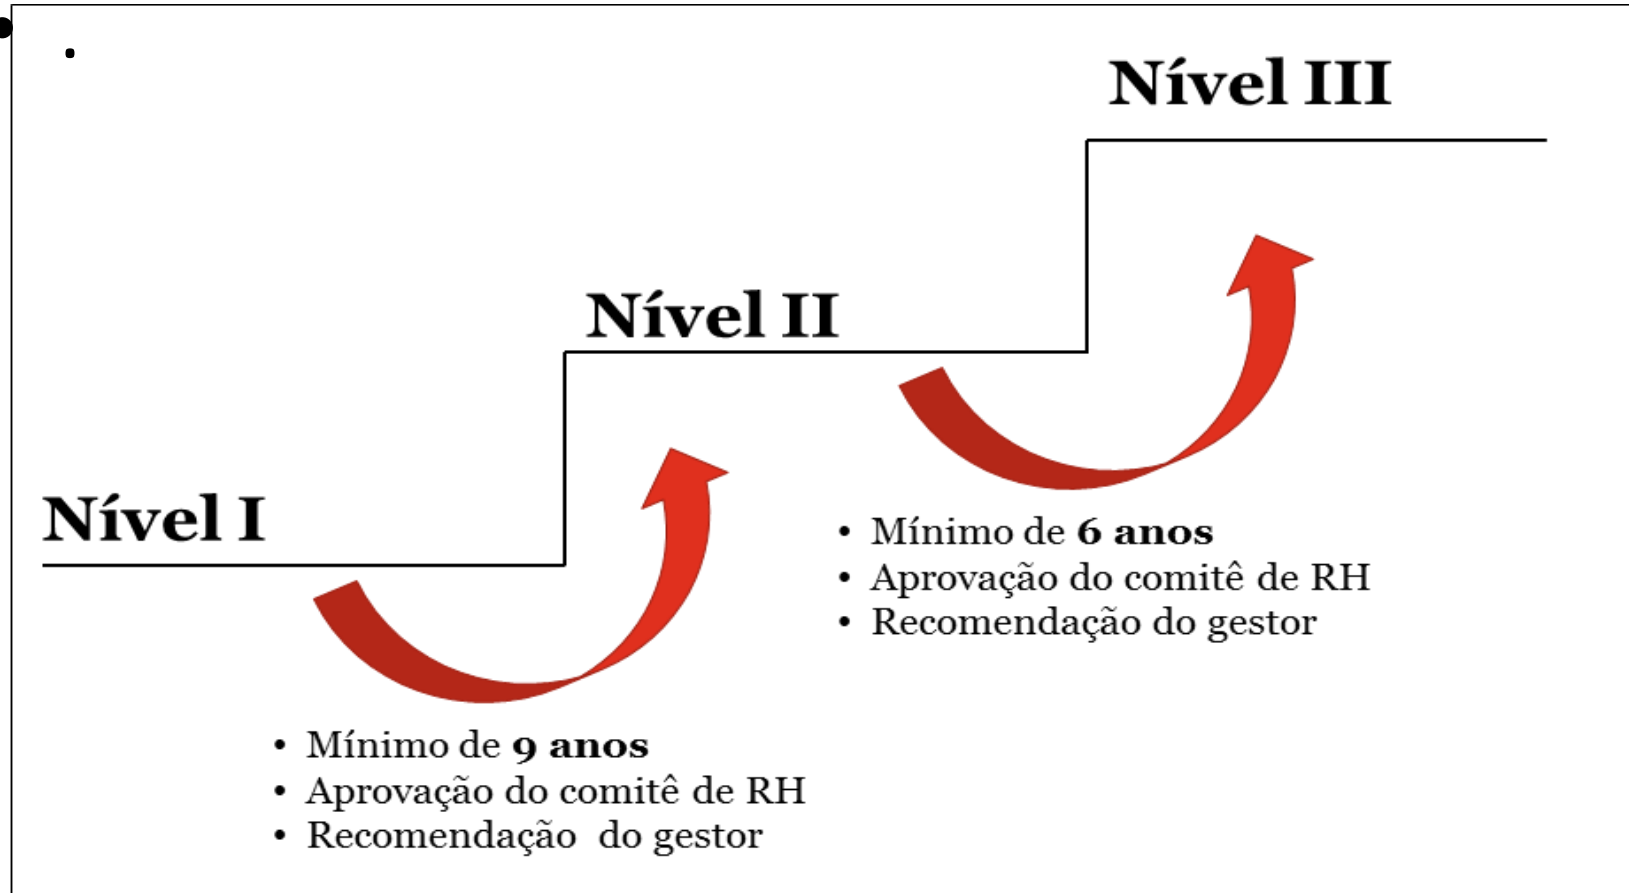 Nível III
Nível II
Nível I
• Mínimo de 6 anos
• Aprovação do comitê de RH
• Recomendação do gestor
• Mínimo de 9 anos
• Aprovação do comitê de RH
• Recomendação  do gestor